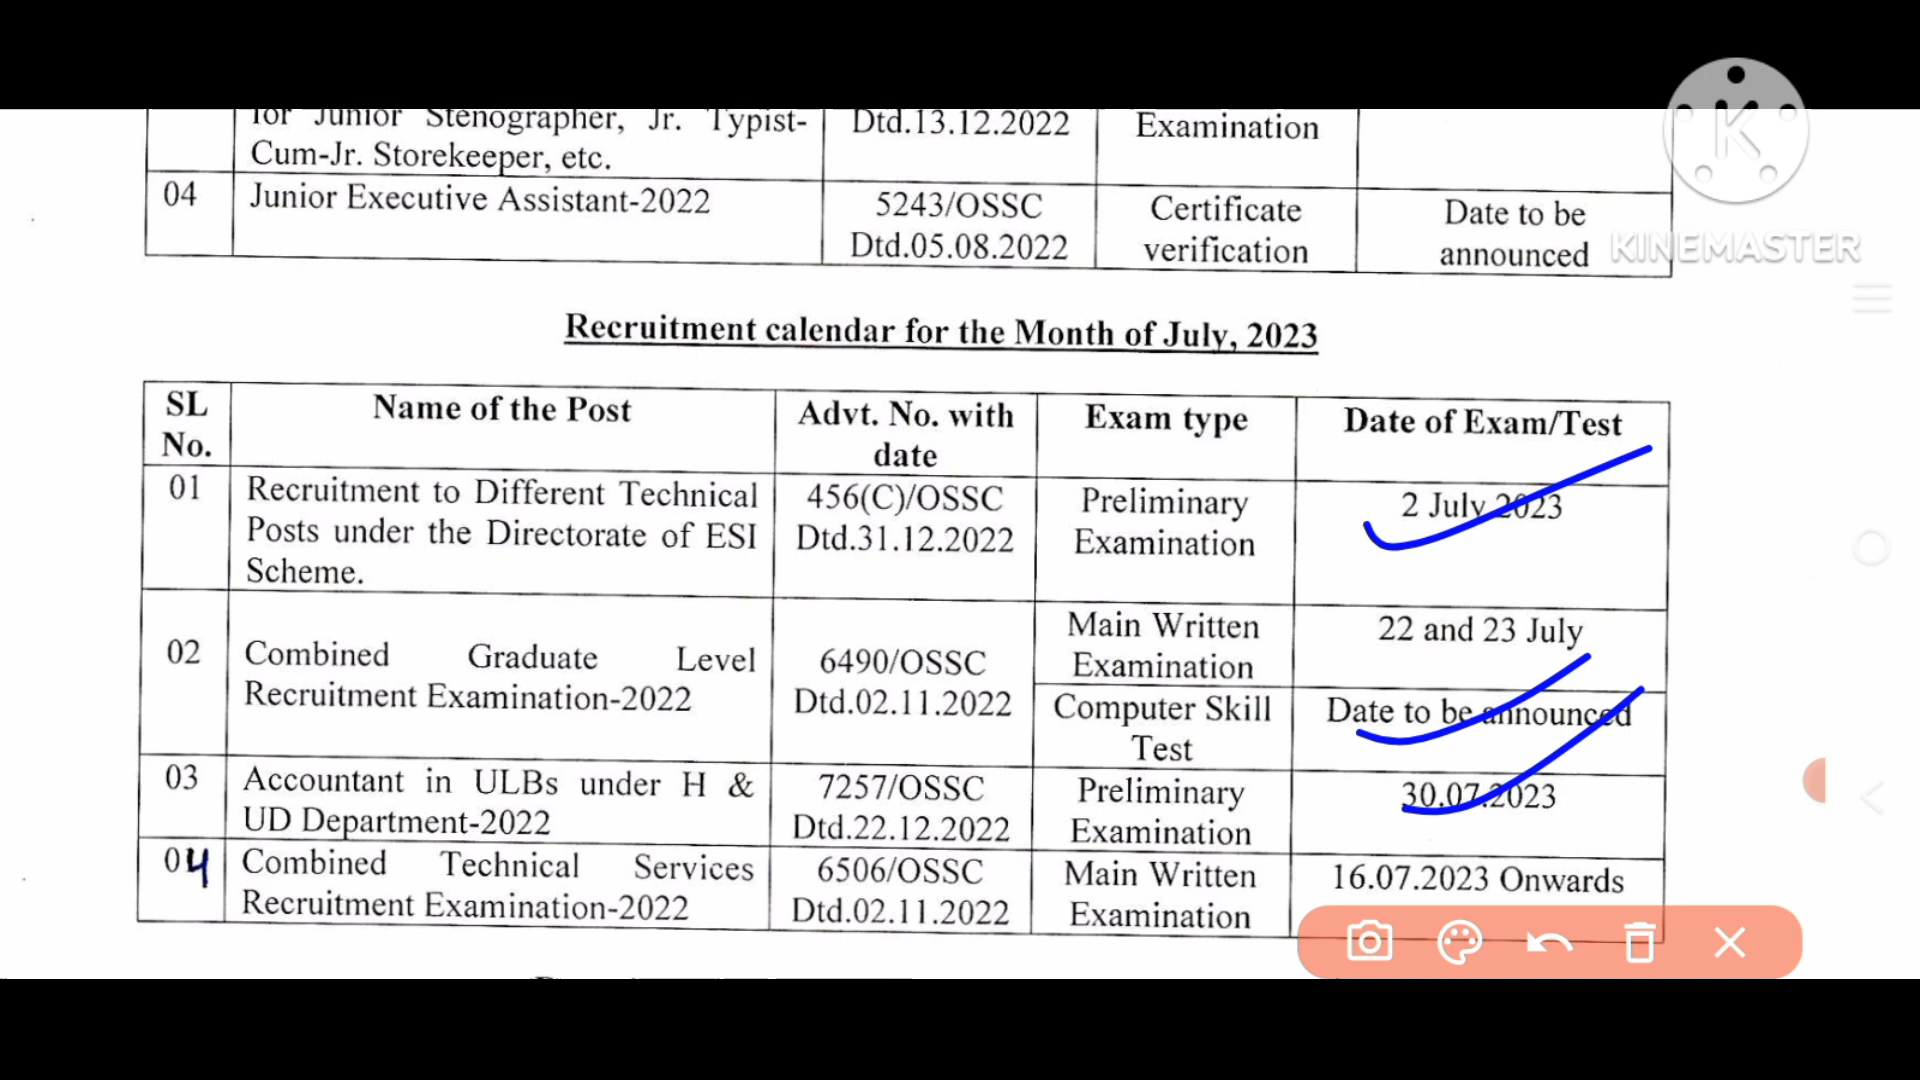 for Junior Stenographer, Jr. Typist-
Cum-Jr. Storekeeper, etc.
Dtd.13.12.2022
Examination
04
Junior Executive Assistant-2022
5243/OSSC
Dtd.05.08.2022
Certificate
verification
Date to be
announced
KINEMASTER
Recruitment calendar for the Month of July, 2023
SL
No.
Name of the Post
Advt. No. with
date
Exam type
Date of Exam/Test
01
Recruitment to Different Technical
Posts under the Directorate of ESI
Scheme.
456(C)/OSSC
Dtd.31.12.2022
Preliminary
Examination
2 July 2023
02
Combined Graduate Level
Recruitment Examination-2022
6490/OSSC
Dtd.02.11.2022
Main Written
Examination
22 and 23 July
Computer Skill
Test
Date to be announced
03
Accountant in ULBs under H &
UD Department-2022
7257/OSSC
Dtd.22.12.2022
Preliminary
Examination
30.07.2023
04
Combined Technical Services
Recruitment Examination-2022
6506/OSSC
Dtd.02.11.2022
Main Written
Examination
16.07.2023 Onwards